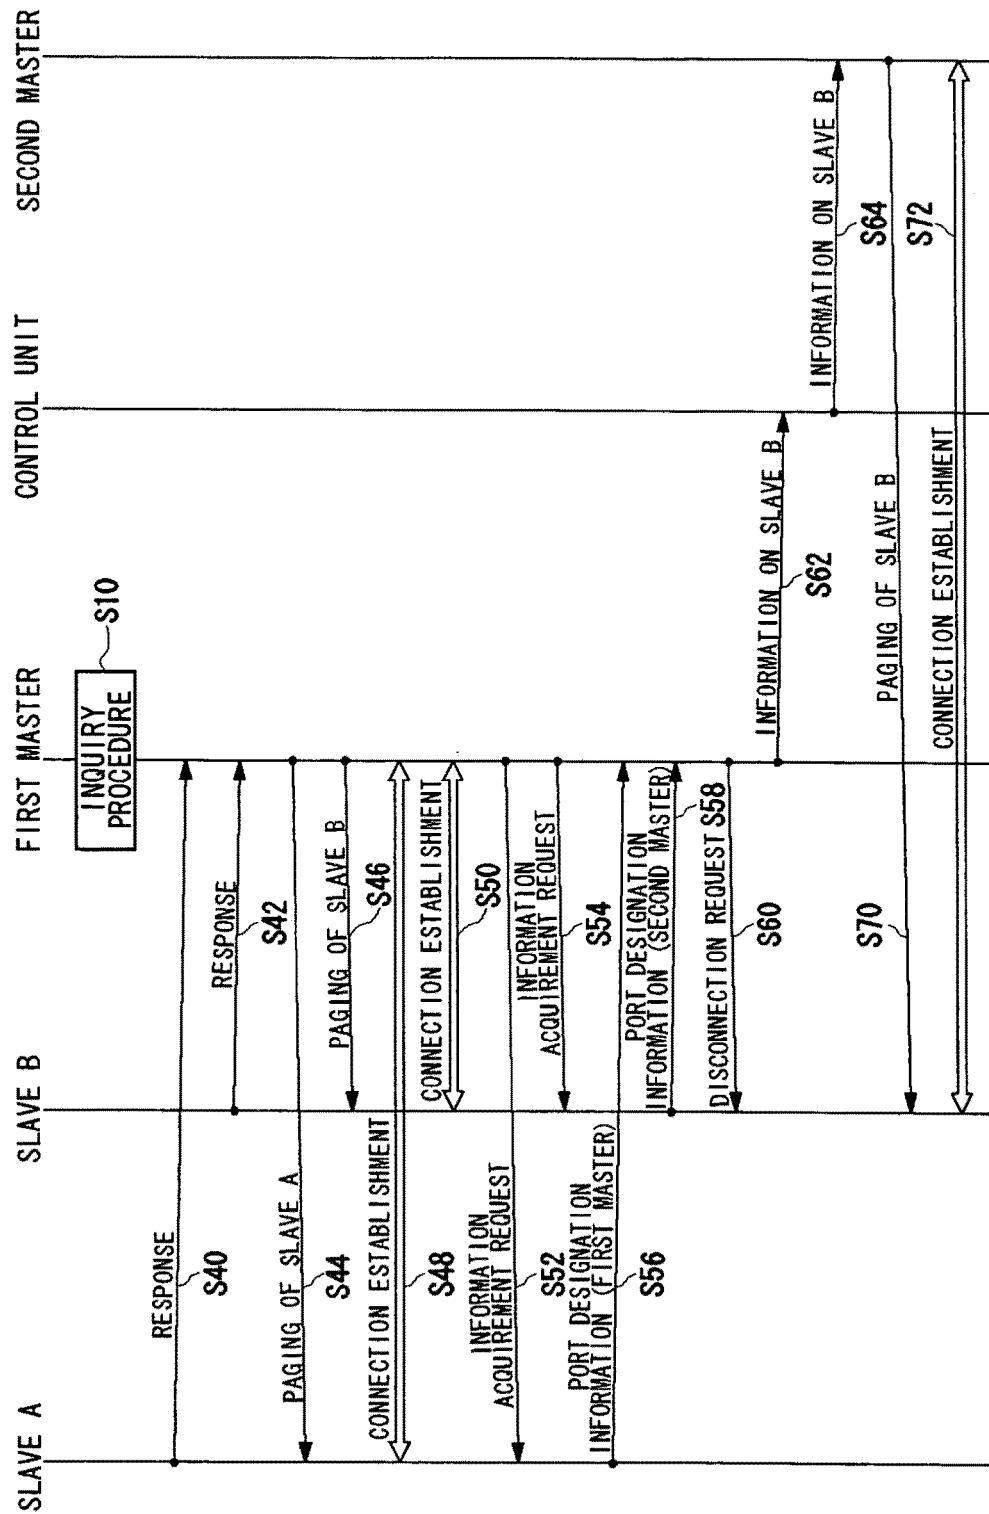 SLAVE A
SLAVE B
FIRST MASTER
CONTROL UNIT
SECOND MASTER
INQUIRY
PROCEDURE
S10
RESPONSE
S40
RESPONSE
S42
PAGING OF SLAVE A
S44
PAGING OF SLAVE B
S46
CONNECTION ESTABLISHMENT
S48
CONNECTION ESTABLISHMENT
S50
INFORMATION
ACQUIREMENT REQUEST
S52
INFORMATION
ACQUIREMENT REQUEST
S54
PORT DESIGNATION
INFORMATION (FIRST MASTER)
S56
PORT DESIGNATION
INFORMATION (SECOND MASTER)
S58
DISCONNECTION REQUEST
S60
INFORMATION ON SLAVE B
S62
INFORMATION ON SLAVE B
S64
PAGING OF SLAVE B
S70
CONNECTION ESTABLISHMENT
S72